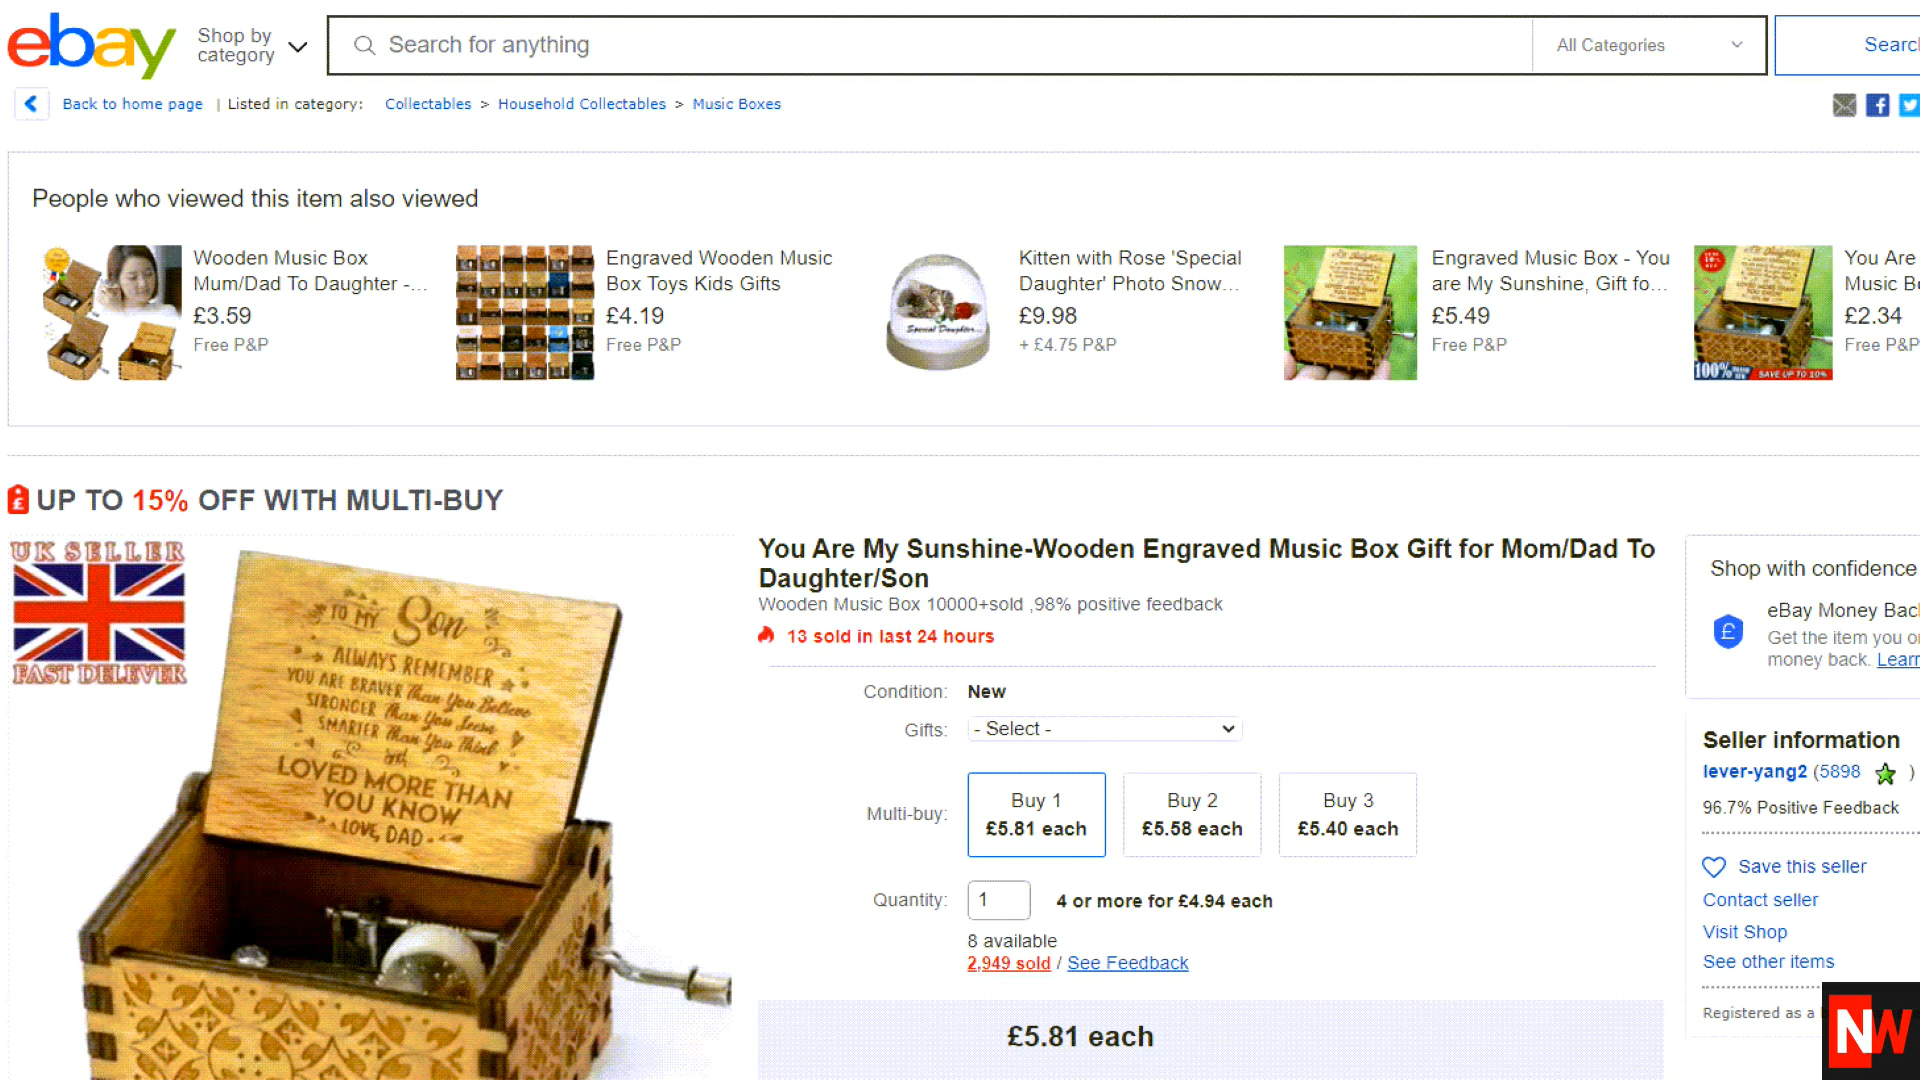 ebay
Shop by
category
Search for anything
All Categories
Searc
Back to home page | Listed in category: Collectables > Household Collectables > Music Boxes
People who viewed this item also viewed
Wooden Music Box
Mum/Dad To Daughter -...
£3.59
Free P&P
Engraved Wooden Music
Box Toys Kids Gifts
£4.19
Free P&P
Special Daughter...
Kitten with Rose 'Special
Daughter' Photo Snow...
£9.98
+ £4.75 P&P
Engraved Music Box - You
are My Sunshine, Gift fo...
£5.49
Free P&P
100%
SAVE UP TO 10%
You Are
Music B
£2.34
Free P&P
UP TO 15% OFF WITH MULTI-BUY
UK SELLER
FAST DELEVER
TO MY Son
ALWAYS REMEMBER
YOU ARE BRAVER Than You Believe
STRONGER Than You Seem
SMARTER Than You Think
and
LOVED MORE THAN
YOU KNOW
LOVE, DAD
You Are My Sunshine-Wooden Engraved Music Box Gift for Mom/Dad To
Daughter/Son
Wooden Music Box 10000+sold ,98% positive feedback
13 sold in last 24 hours
Condition: New
Gifts: - Select -
Multi-buy:
Buy 1
£5.81 each
Buy 2
£5.58 each
Buy 3
£5.40 each
Quantity: 1 4 or more for £4.94 each
8 available
2,949 sold / See Feedback
£5.81 each
Shop with confidence
eBay Money Bac
Get the item you o
money back. Learn
Seller information
lever-yang2 (5898 )
96.7% Positive Feedback
Save this seller
Contact seller
Visit Shop
See other items
Registered as a
NW